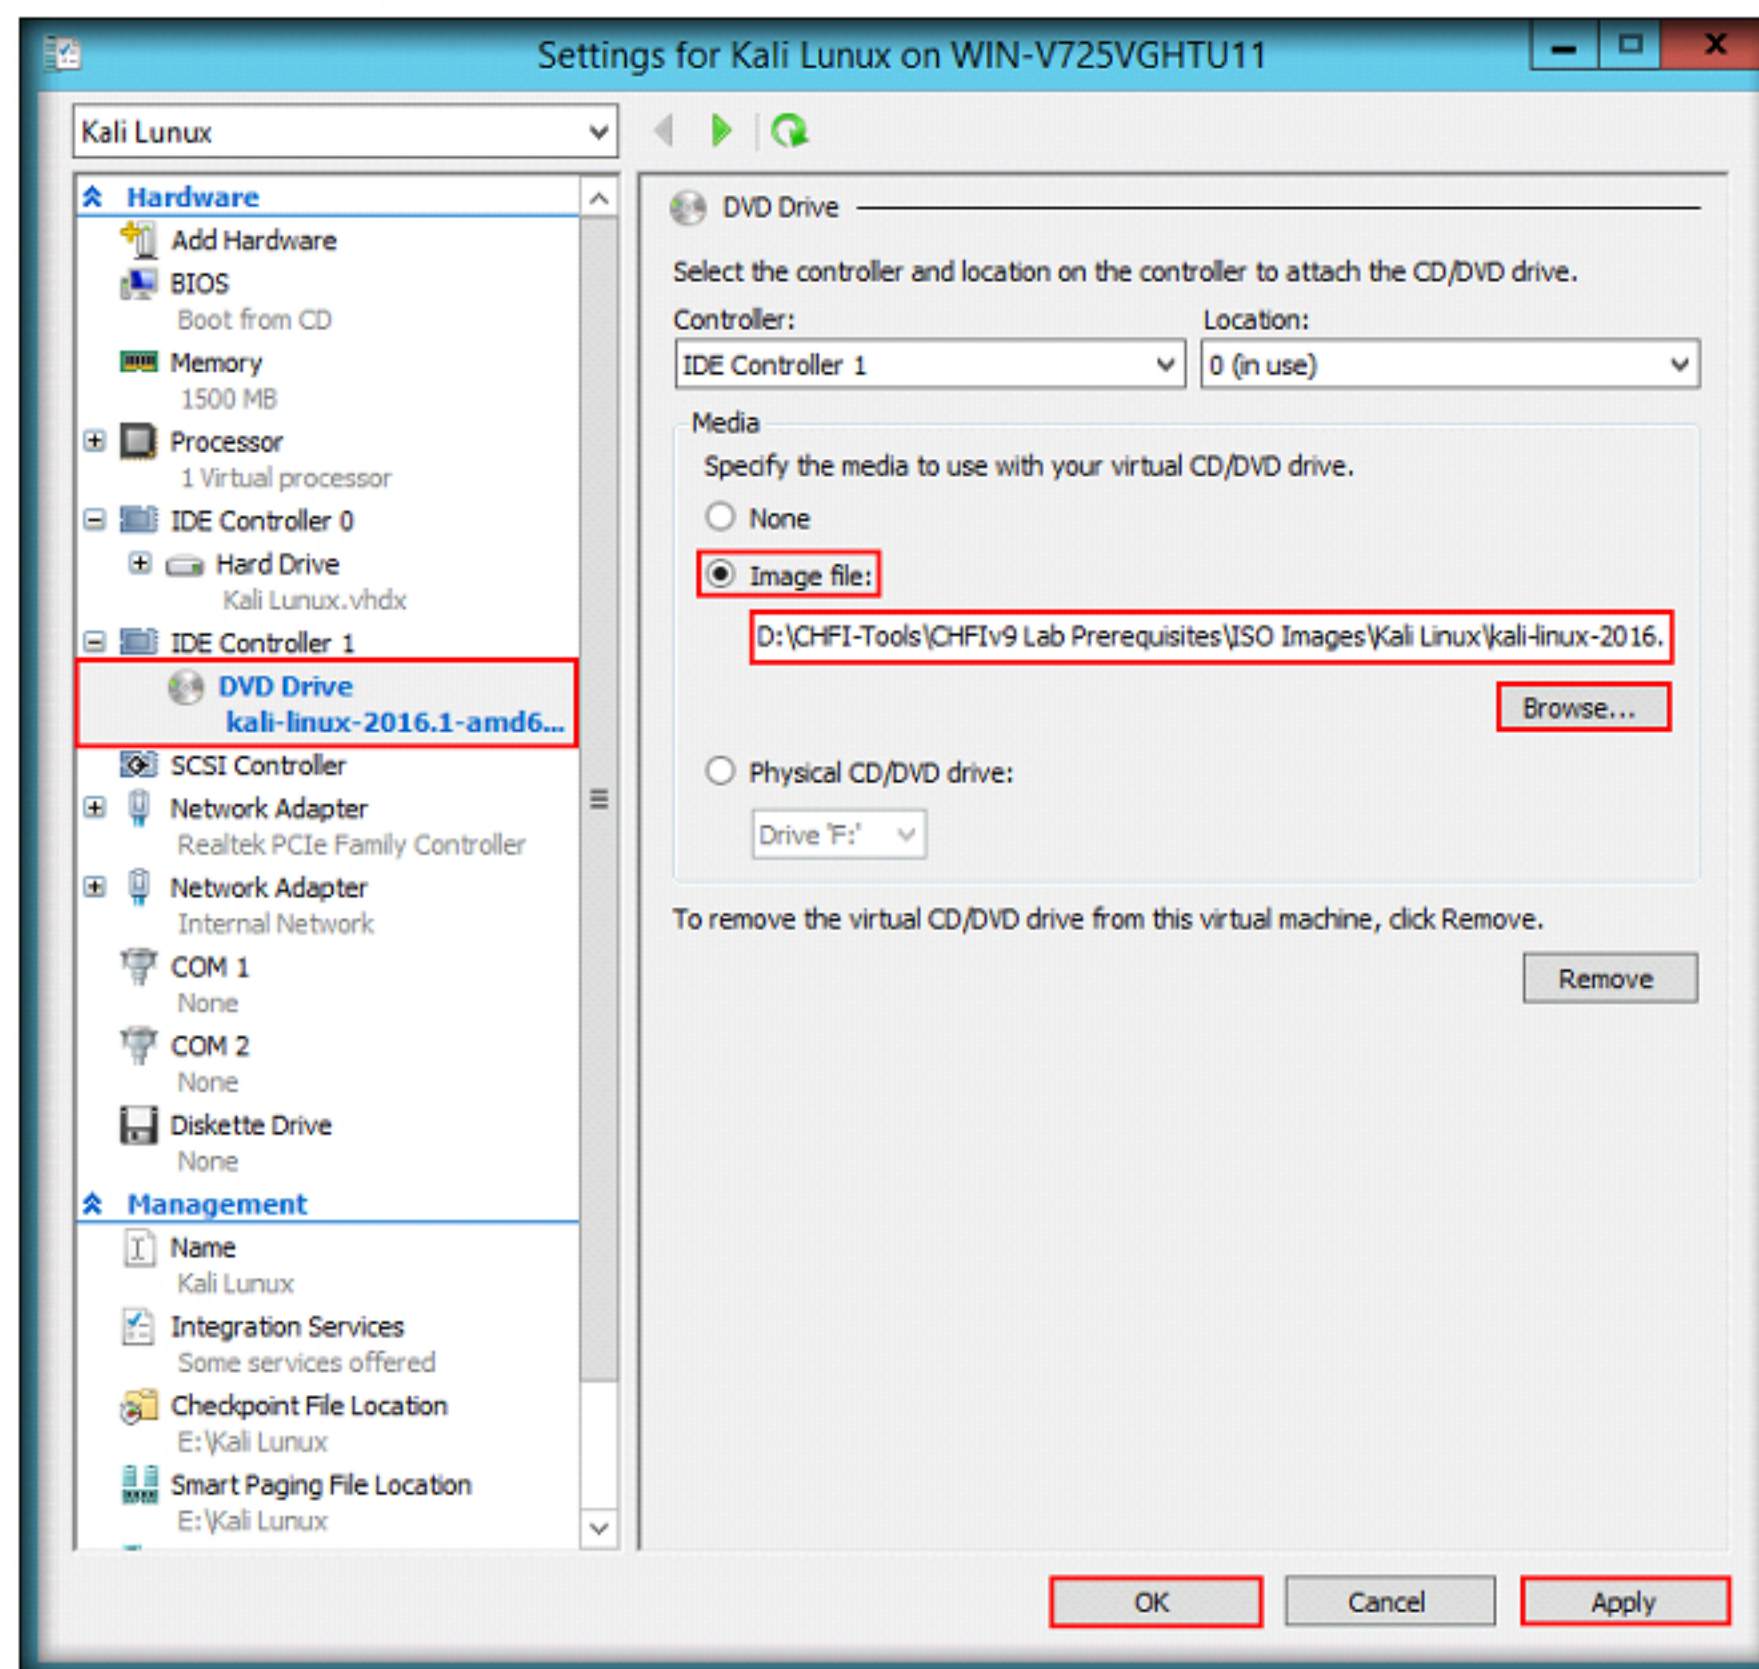 Settings for Kali Lunux on WIN-V725VGHTU11
Kali Lunux
Hardware
Add Hardware
BIOS
Boot from CD
Memory
1500 MB
Processor
1 Virtual processor
IDE Controller 0
Hard Drive
Kali Lunux.vhdx
IDE Controller 1
DVD Drive
kali-linux-2016.1-amd6...
SCSI Controller
Network Adapter
Realtek PCIe Family Controller
Network Adapter
Internal Network
COM 1
None
COM 2
None
Diskette Drive
None
Management
Name
Kali Lunux
Integration Services
Some services offered
Checkpoint File Location
E:\Kali Lunux
Smart Paging File Location
E:\Kali Lunux
DVD Drive
Select the controller and location on the controller to attach the CD/DVD drive.
Controller: Location:
IDE Controller 1 0 (in use)
Media
Specify the media to use with your virtual CD/DVD drive.
None
Image file:
D:\CHFI-Tools\CHFIv9 Lab Prerequisites\ISO Images\Kali Linux\kali-linux-2016.
Browse...
Physical CD/DVD drive:
Drive 'F:'
To remove the virtual CD/DVD drive from this virtual machine, click Remove.
Remove
OK Cancel Apply